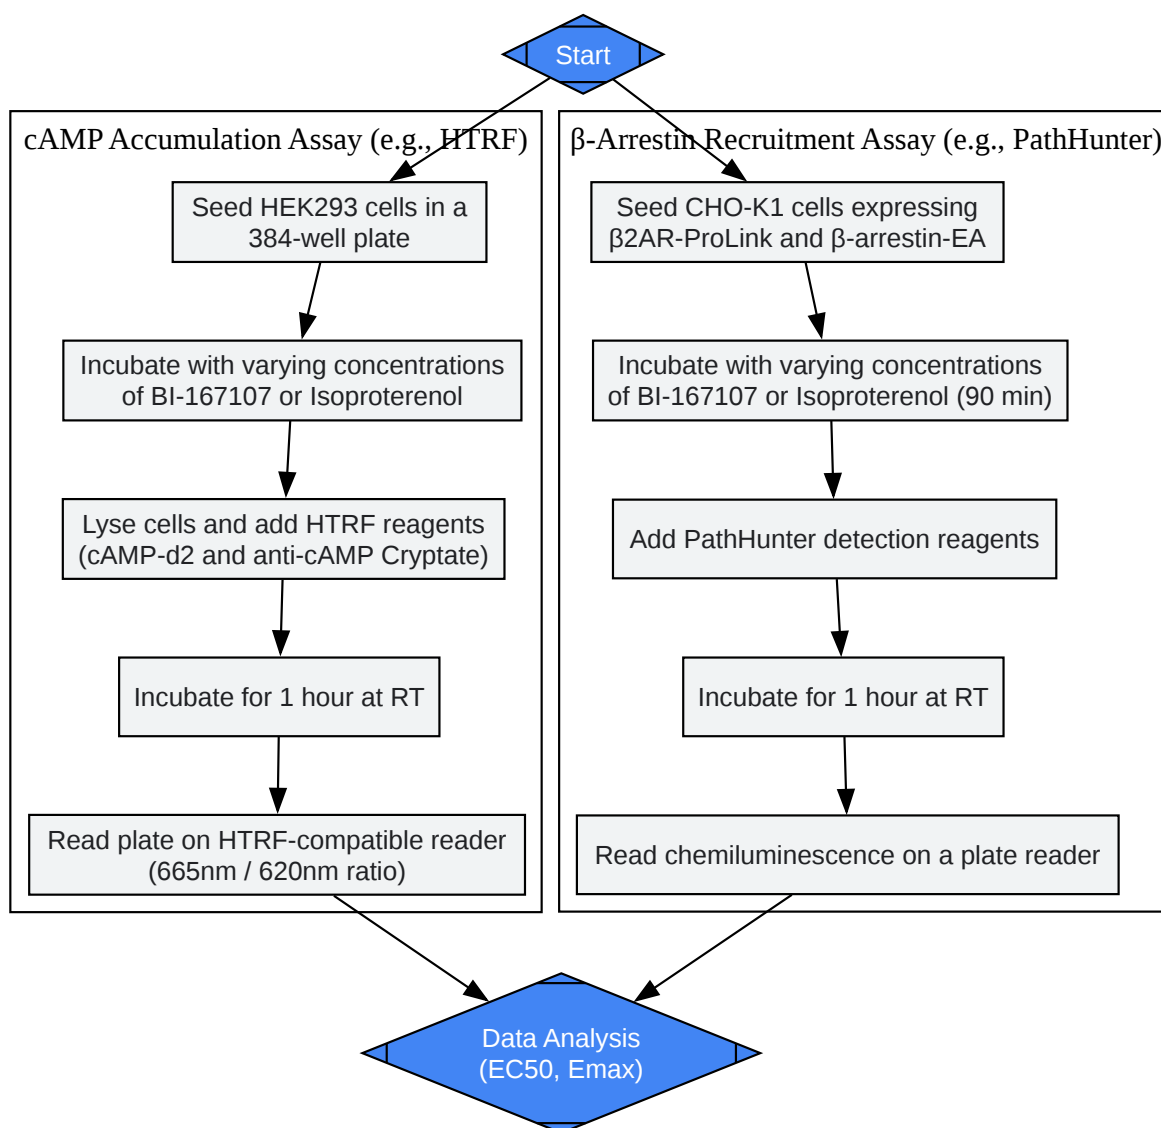 Start
cAMP Accumulation Assay (e.g., HTRF)
Seed HEK293 cells in a
384-well plate
Incubate with varying concentrations
of BI-167107 or Isoproterenol
Lyse cells and add HTRF reagents
(cAMP-d2 and anti-cAMP Cryptate)
Incubate for 1 hour at RT
Read plate on HTRF-compatible reader
(665nm / 620nm ratio)
β-Arrestin Recruitment Assay (e.g., PathHunter)
Seed CHO-K1 cells expressing
β2AR-ProLink and β-arrestin-EA
Incubate with varying concentrations
of BI-167107 or Isoproterenol (90 min)
Add PathHunter detection reagents
Incubate for 1 hour at RT
Read chemiluminescence on a plate reader
Data Analysis
(EC50, Emax)